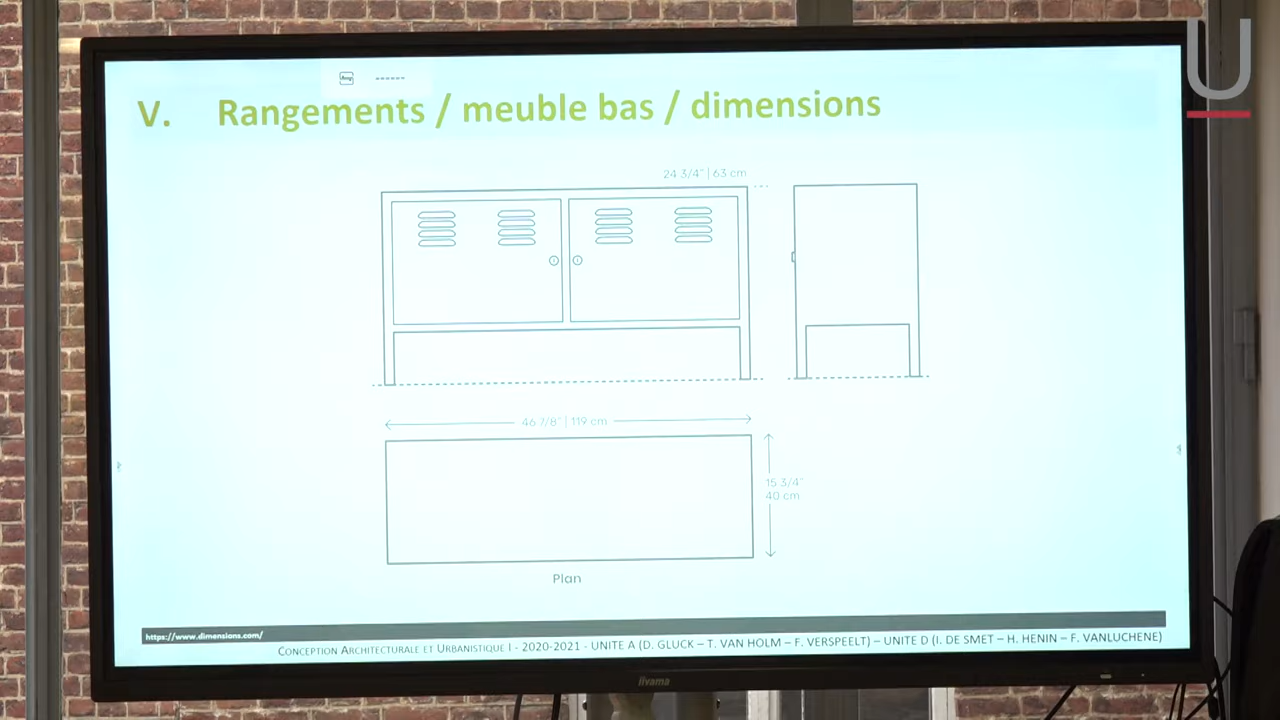 U
V. Rangements / meuble bas / dimensions
24 3/4" | 63 cm
46 7/8" | 119 cm
15 3/4"
40 cm
Plan
https://www.dimensions.com/
CONCEPTION ARCHITECTURALE ET URBANISTIQUE I - 2020-2021 - UNITE A (D. GLUCK – T. VAN HOLM – F. VERSPEELT) – UNITE D (I. DE SMET – H. HENIN – F. VANLUCHENE)
iiyama